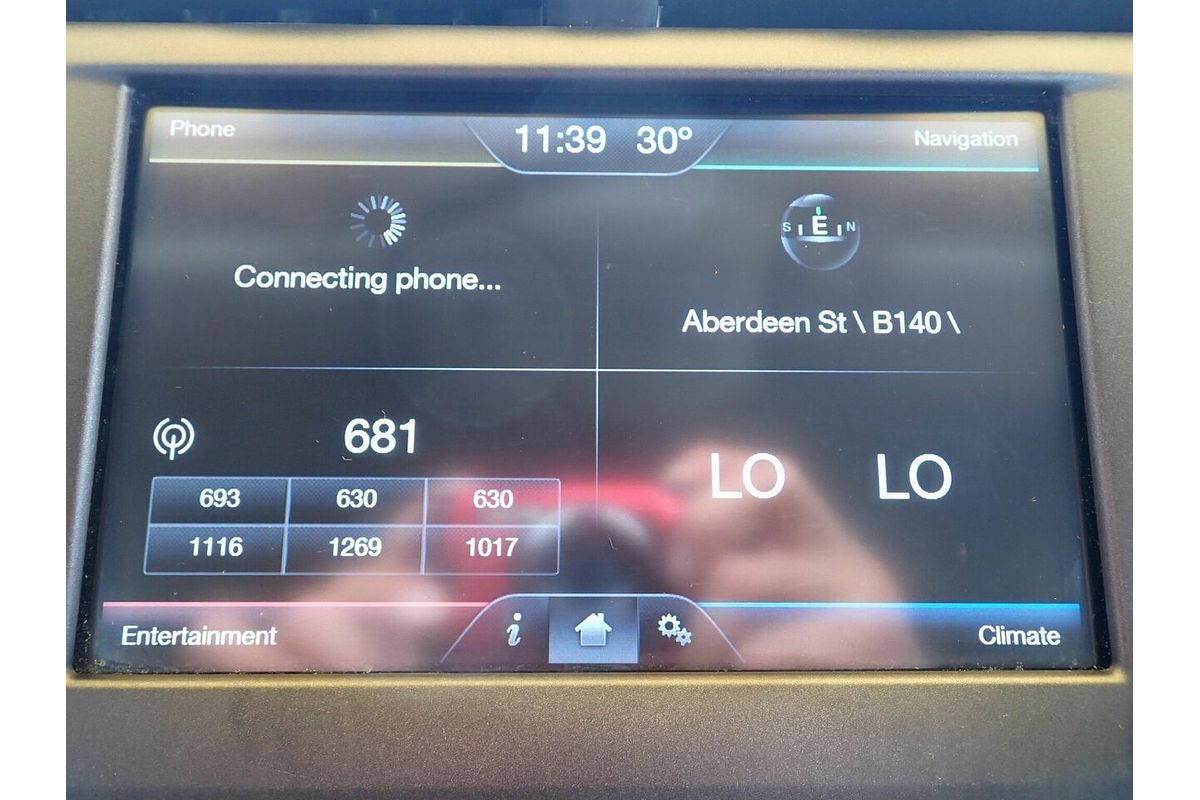 Phone
11:39 30°
Navigation
Connecting phone...
S E N
Aberdeen St \ B140 \
681
693 630 630
1116 1269 1017
LO LO
Entertainment
i
Climate